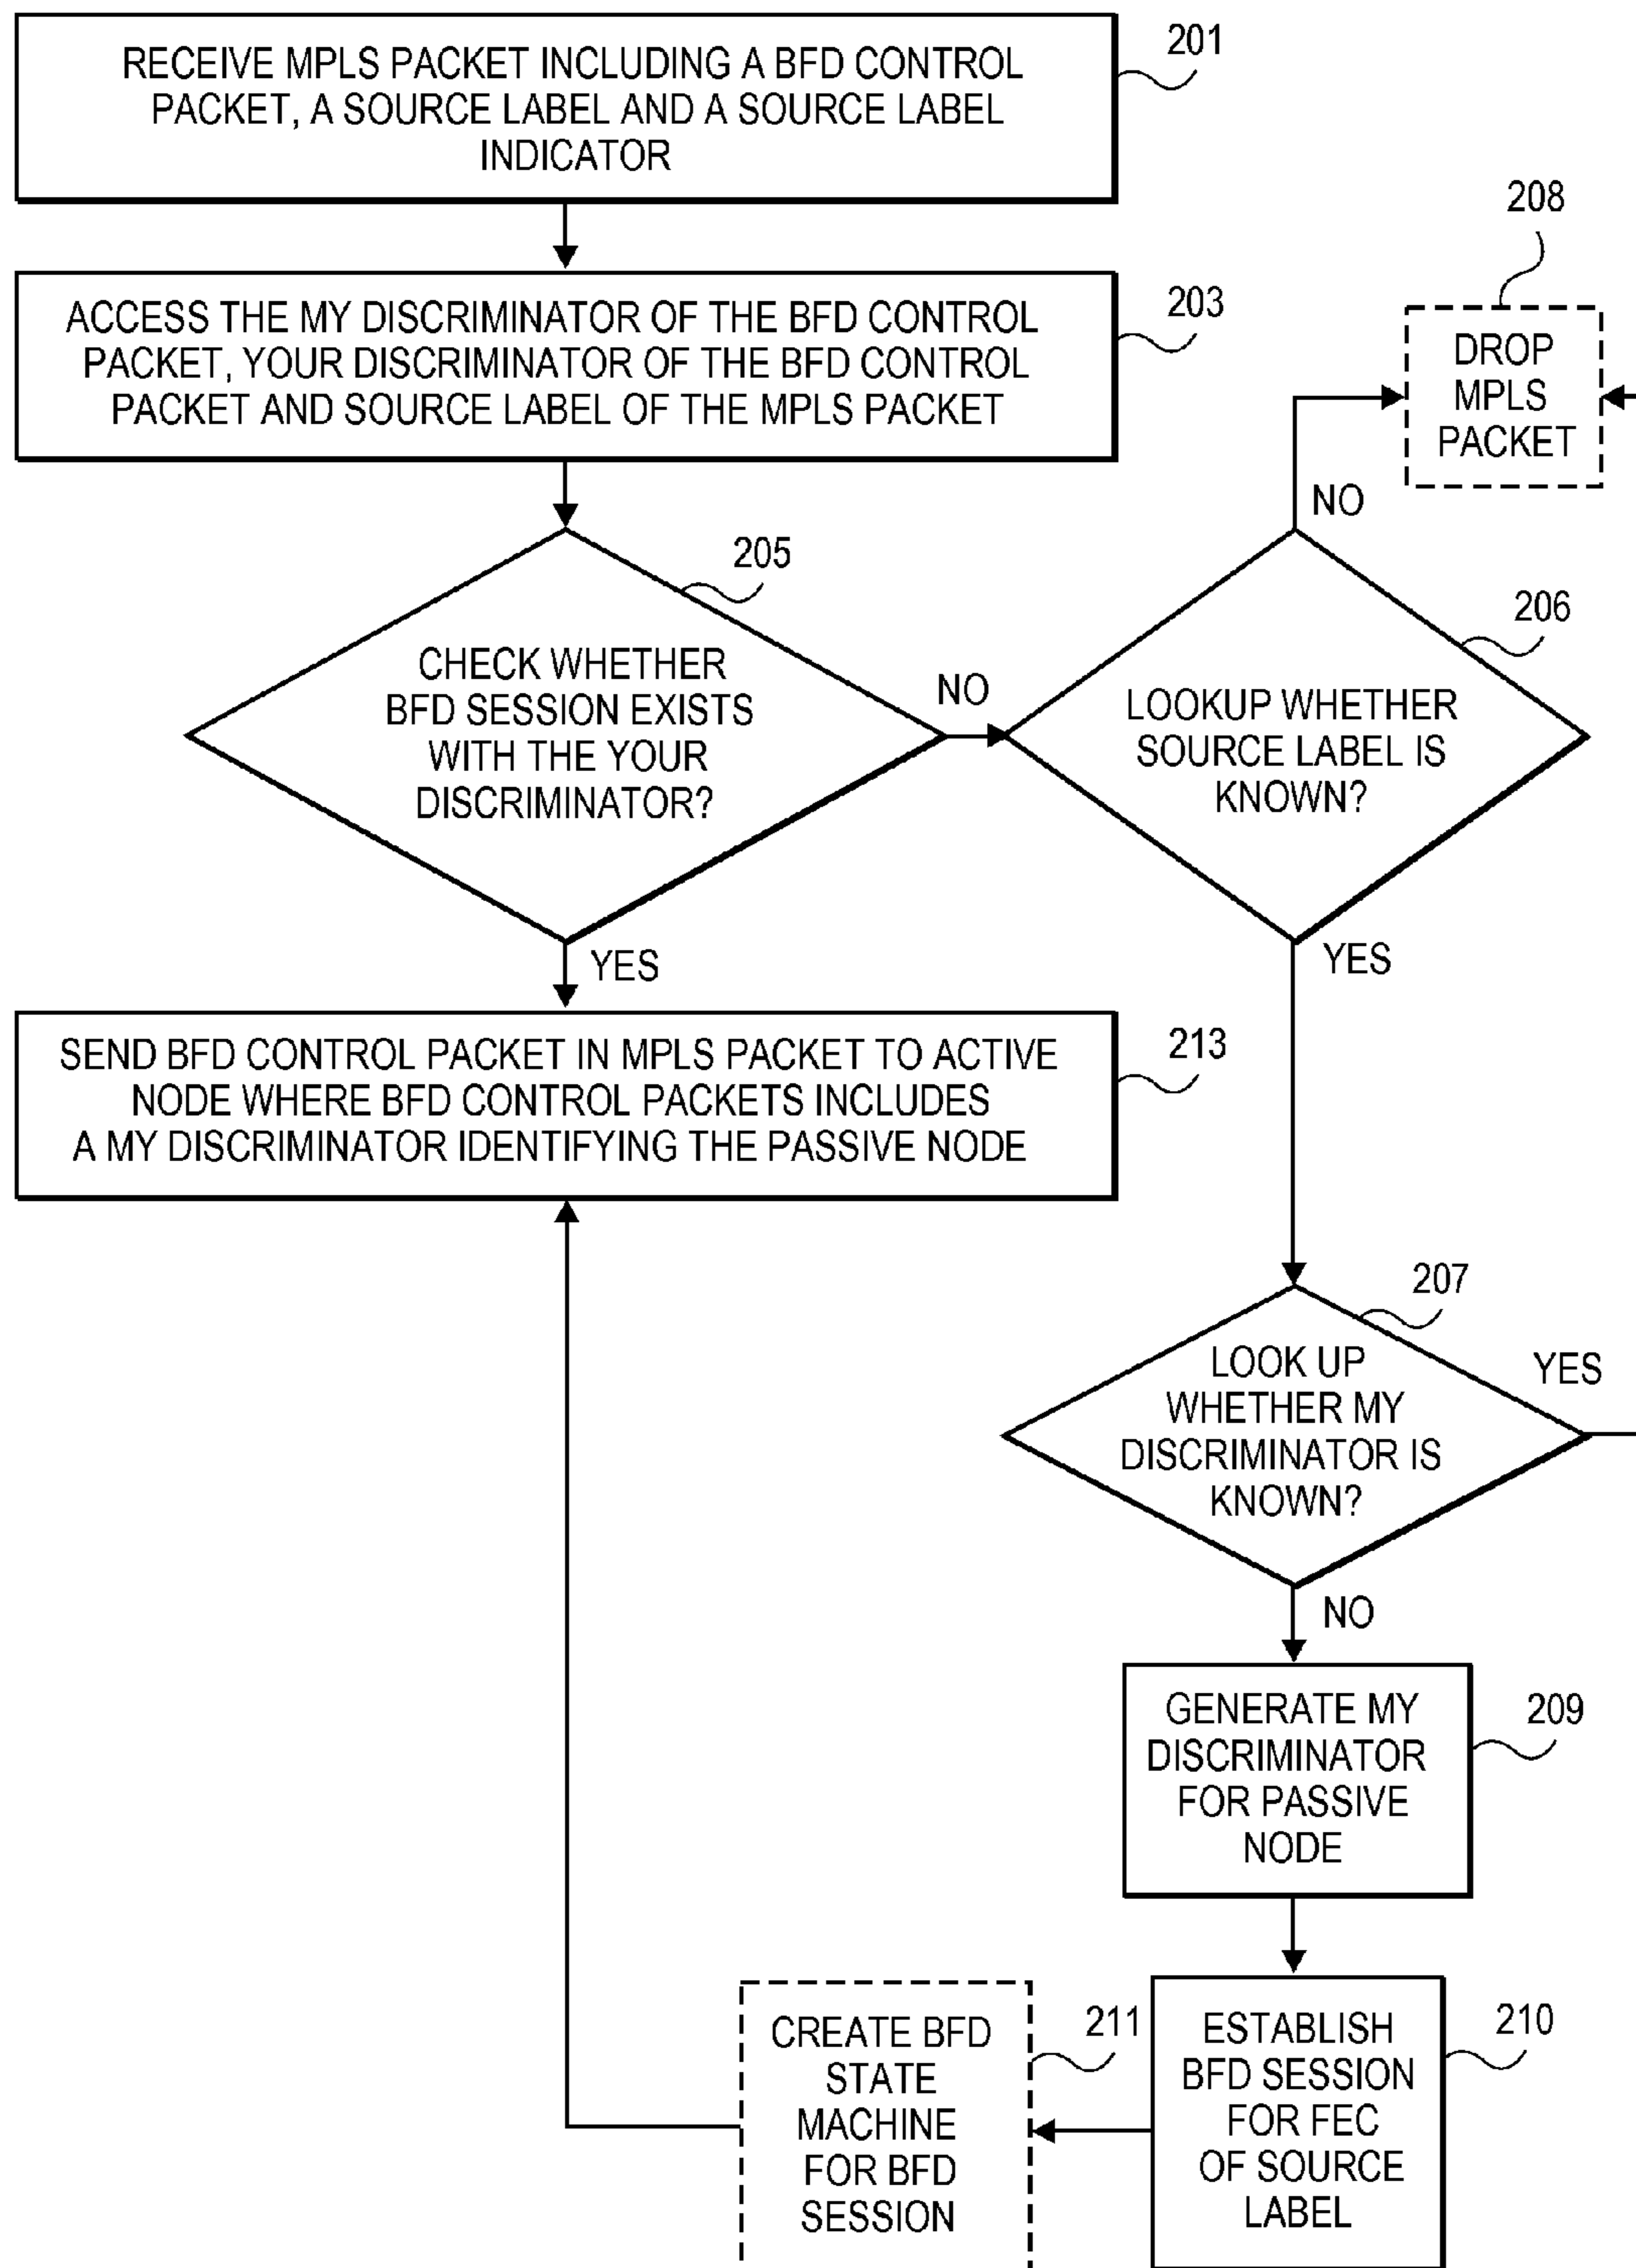 RECEIVE MPLS PACKET INCLUDING A BFD CONTROL
PACKET, A SOURCE LABEL AND A SOURCE LABEL
INDICATOR
201
ACCESS THE MY DISCRIMINATOR OF THE BFD CONTROL
PACKET, YOUR DISCRIMINATOR OF THE BFD CONTROL
PACKET AND SOURCE LABEL OF THE MPLS PACKET
203
208
DROP
MPLS
PACKET
NO
205
CHECK WHETHER
BFD SESSION EXISTS
WITH THE YOUR
DISCRIMINATOR?
NO
206
LOOKUP WHETHER
SOURCE LABEL IS
KNOWN?
YES
YES
SEND BFD CONTROL PACKET IN MPLS PACKET TO ACTIVE
NODE WHERE BFD CONTROL PACKETS INCLUDES
A MY DISCRIMINATOR IDENTIFYING THE PASSIVE NODE
213
207
LOOK UP
WHETHER MY
DISCRIMINATOR IS
KNOWN?
YES
NO
GENERATE MY
DISCRIMINATOR
FOR PASSIVE
NODE
209
ESTABLISH
BFD SESSION
FOR FEC
OF SOURCE
LABEL
210
CREATE BFD
STATE
MACHINE
FOR BFD
SESSION
211